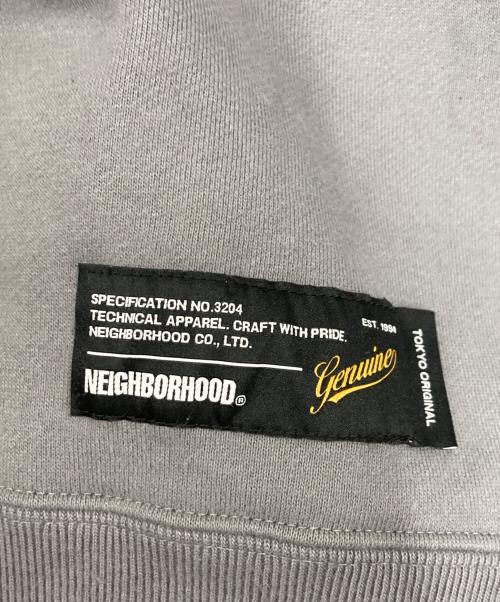 SPECIFICATION NO.3204
TECHNICAL APPAREL. CRAFT WITH PRIDE.
NEIGHBORHOOD CO., LTD.
EST. 1994
NEIGHBORHOOD®
Genuine
TOKYO ORIGINAL